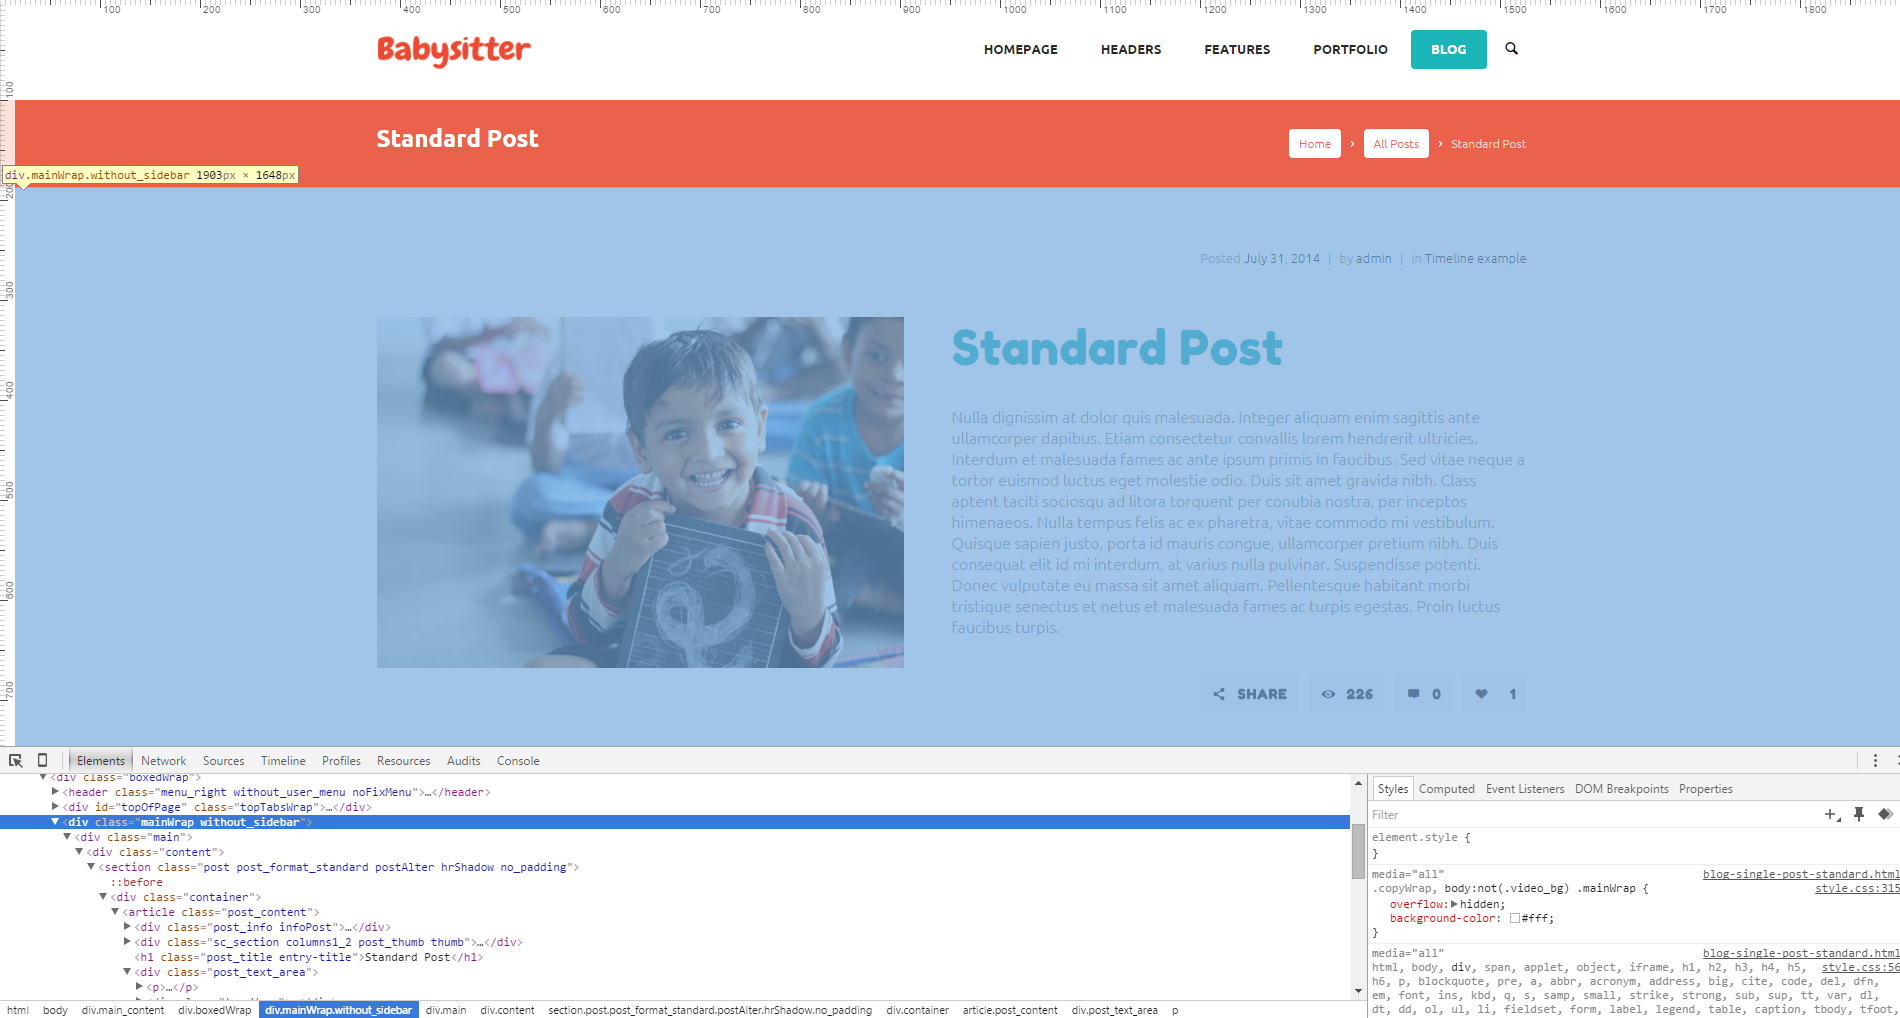 100 200 300 400 500 600 700 800 900 1000 1100 1200 1300 1400 1500 1600 1700 1800
Babysitter
HOMEPAGE HEADERS FEATURES PORTFOLIO BLOG
100
Standard Post
Home › All Posts › Standard Post
div.mainWrap.without_sidebar 1903px × 1648px
200
Posted July 31, 2014 | by admin | in Timeline example
300
Standard Post
400
Nulla dignissim at dolor quis malesuada. Integer aliquam enim sagittis ante
ullamcorper dapibus. Etiam consectetur convallis lorem hendrerit ultricies.
Interdum et malesuada fames ac ante ipsum primis in faucibus. Sed vitae neque a
tortor euismod luctus eget molestie odio. Duis sit amet gravida nibh. Class
500
aptent taciti sociosqu ad litora torquent per conubia nostra, per inceptos
himenaeos. Nulla tempus felis ac ex pharetra, vitae commodo mi vestibulum.
Quisque sapien justo, porta id mauris congue, ullamcorper pretium nibh. Duis
consequat elit id mi interdum, at varius nulla pulvinar. Suspendisse potenti.
600
Donec vulputate eu massa sit amet aliquam. Pellentesque habitant morbi
tristique senectus et netus et malesuada fames ac turpis egestas. Proin luctus
faucibus turpis.
700
SHARE 226 0 1
Elements Network Sources Timeline Profiles Resources Audits Console
<div class="boxedWrap">
<header class="menu_right without_user_menu noFixMenu">…</header>
<div id="topOfPage" class="topTabsWrap">…</div>
<div class="mainWrap without_sidebar">
<div class="main">
<div class="content">
<section class="post post_format_standard postAlter hrShadow no_padding">
::before
<div class="container">
<article class="post_content">
<div class="post_info infoPost">…</div>
<div class="sc_section columns1_2 post_thumb thumb">…</div>
<h1 class="post_title entry-title">Standard Post</h1>
<div class="post_text_area">
<p>…</p>
html body div.main_content div.boxedWrap div.mainWrap.without_sidebar div.main div.content section.post.post_format_standard.postAlter.hrShadow.no_padding div.container article.post_content div.post_text_area p
Styles Computed Event Listeners DOM Breakpoints Properties
Filter
element.style {
}
media="all" blog-single-post-standard.html
.copyWrap, body:not(.video_bg) .mainWrap { style.css:315
overflow: hidden;
background-color: #fff;
}
media="all" blog-single-post-standard.html
html, body, div, span, applet, object, iframe, h1, h2, h3, h4, h5, style.css:56
h6, p, blockquote, pre, a, abbr, acronym, address, big, cite, code, del, dfn,
em, font, ins, kbd, q, s, samp, small, strike, strong, sub, sup, tt, var, dl,
dt, dd, ol, ul, li, fieldset, form, label, legend, table, caption, tbody, tfoot,